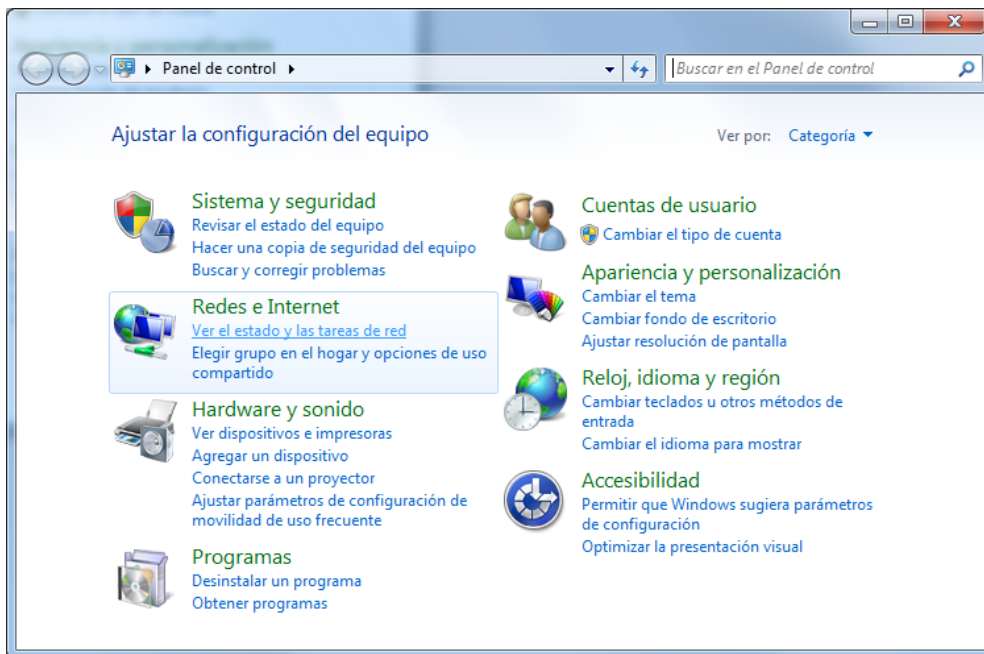 Panel de control
Buscar en el Panel de control
Ajustar la configuración del equipo
Ver por: Categoría
Sistema y seguridad
Revisar el estado del equipo
Hacer una copia de seguridad del equipo
Buscar y corregir problemas
Redes e Internet
Ver el estado y las tareas de red
Elegir grupo en el hogar y opciones de uso
compartido
Hardware y sonido
Ver dispositivos e impresoras
Agregar un dispositivo
Conectarse a un proyector
Ajustar parámetros de configuración de
movilidad de uso frecuente
Programas
Desinstalar un programa
Obtener programas
Cuentas de usuario
Cambiar el tipo de cuenta
Apariencia y personalización
Cambiar el tema
Cambiar fondo de escritorio
Ajustar resolución de pantalla
Reloj, idioma y región
Cambiar teclados u otros métodos de
entrada
Cambiar el idioma para mostrar
Accesibilidad
Permitir que Windows sugiera parámetros
de configuración
Optimizar la presentación visual